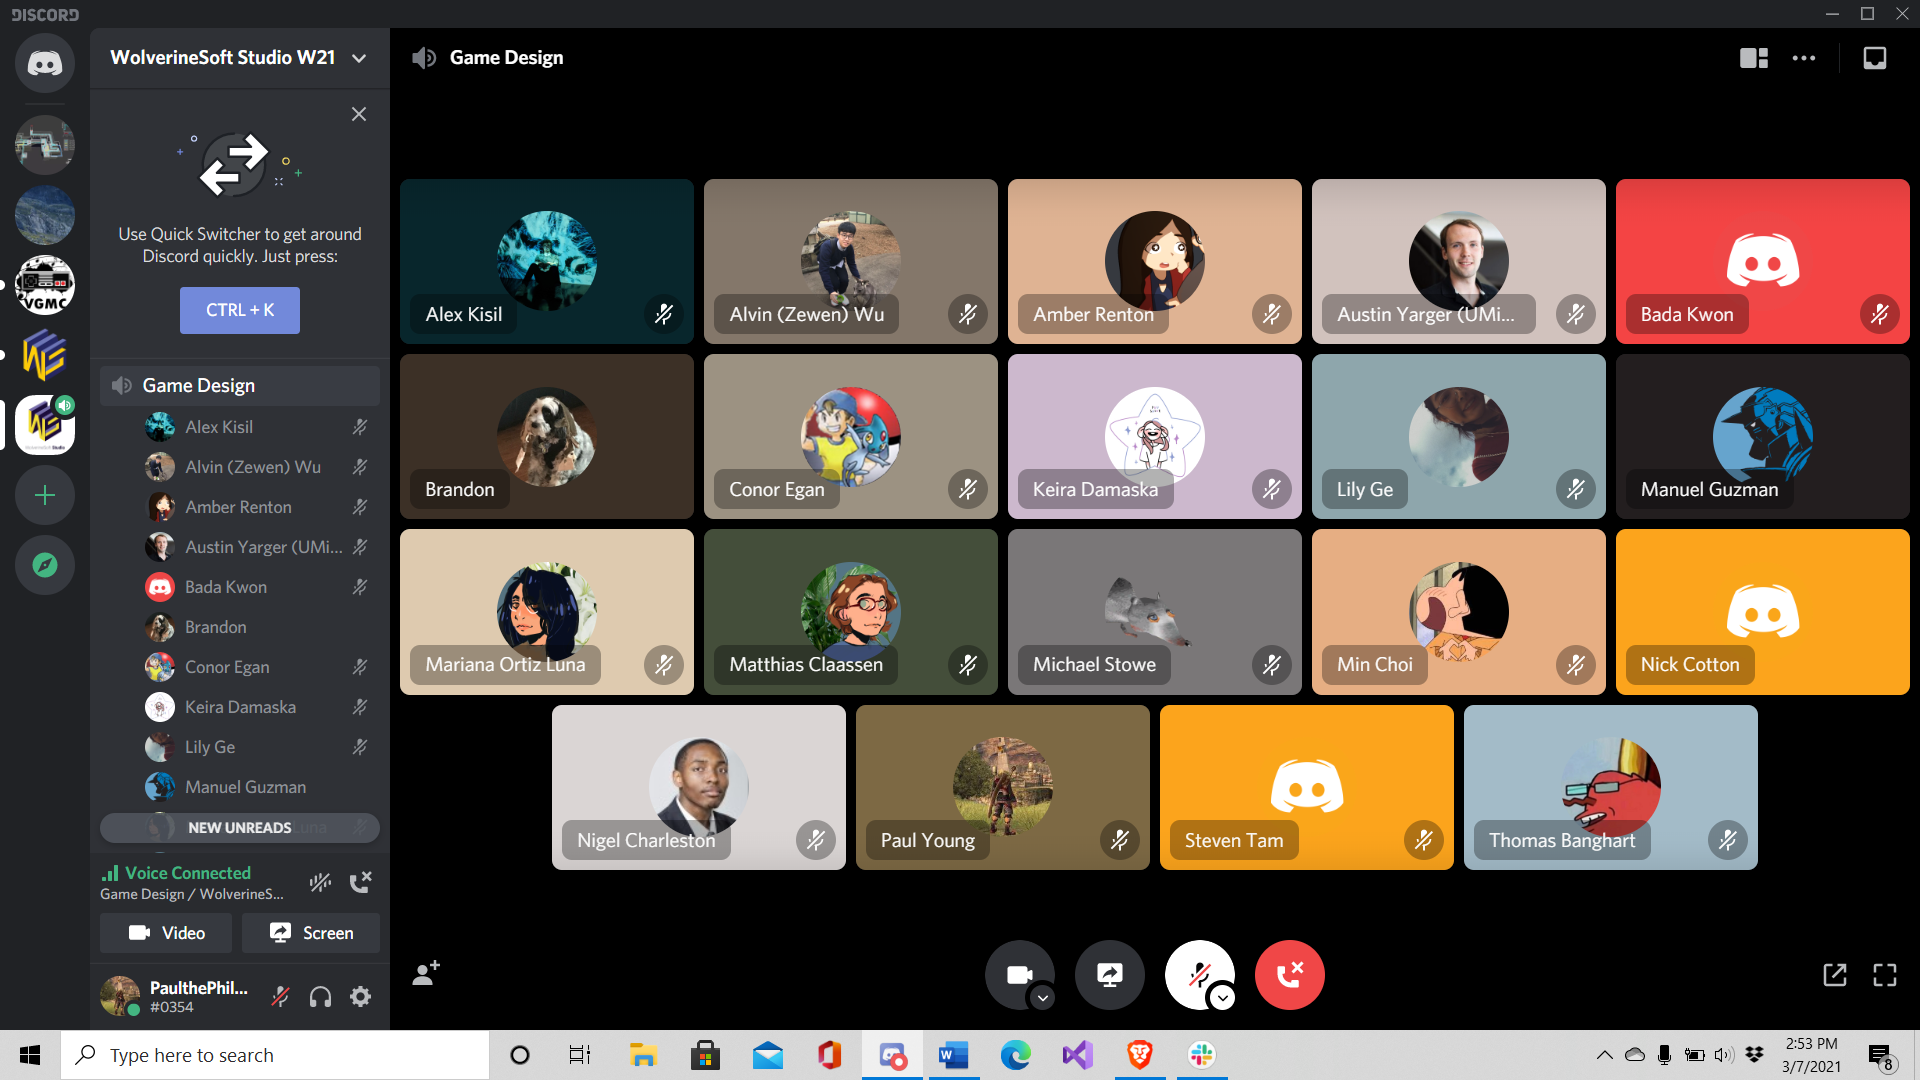 DISCORD
WolverineSoft Studio W21
Use Quick Switcher to get around
Discord quickly. Just press:
CTRL + K
VGMC
Game Design
Alex Kisil
Alvin (Zewen) Wu
Amber Renton
Austin Yarger (UMi...
Bada Kwon
Brandon
Conor Egan
Keira Damaska
Lily Ge
Manuel Guzman
NEW UNREADS
Voice Connected
Game Design / WolverineS...
Video
Screen
PaulthePhil...
#0354
Game Design
Alex Kisil
Alvin (Zewen) Wu
Amber Renton
Austin Yarger (UMi...
Bada Kwon
Brandon
Conor Egan
Keira Damaska
Lily Ge
Manuel Guzman
Mariana Ortiz Luna
Matthias Claassen
Michael Stowe
Min Choi
Nick Cotton
Nigel Charleston
Paul Young
Steven Tam
Thomas Banghart
Type here to search
2:53 PM
3/7/2021
8